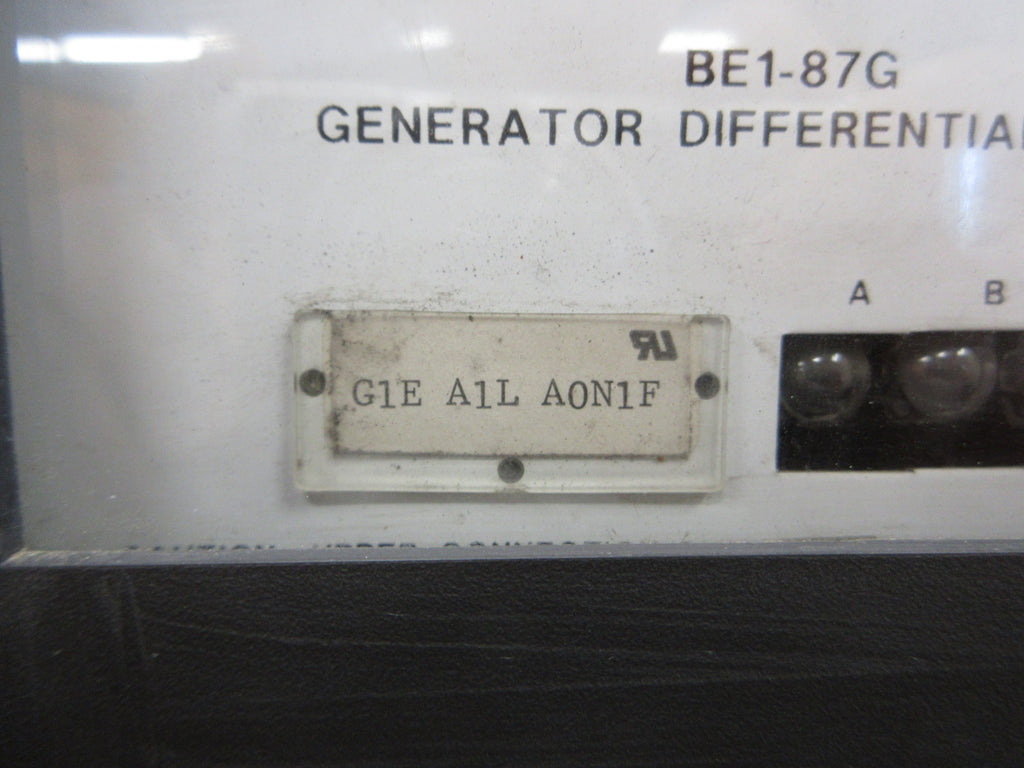 BE1-87G
GENERATOR DIFFERENTIA
A B
G1E A1L A0N1F